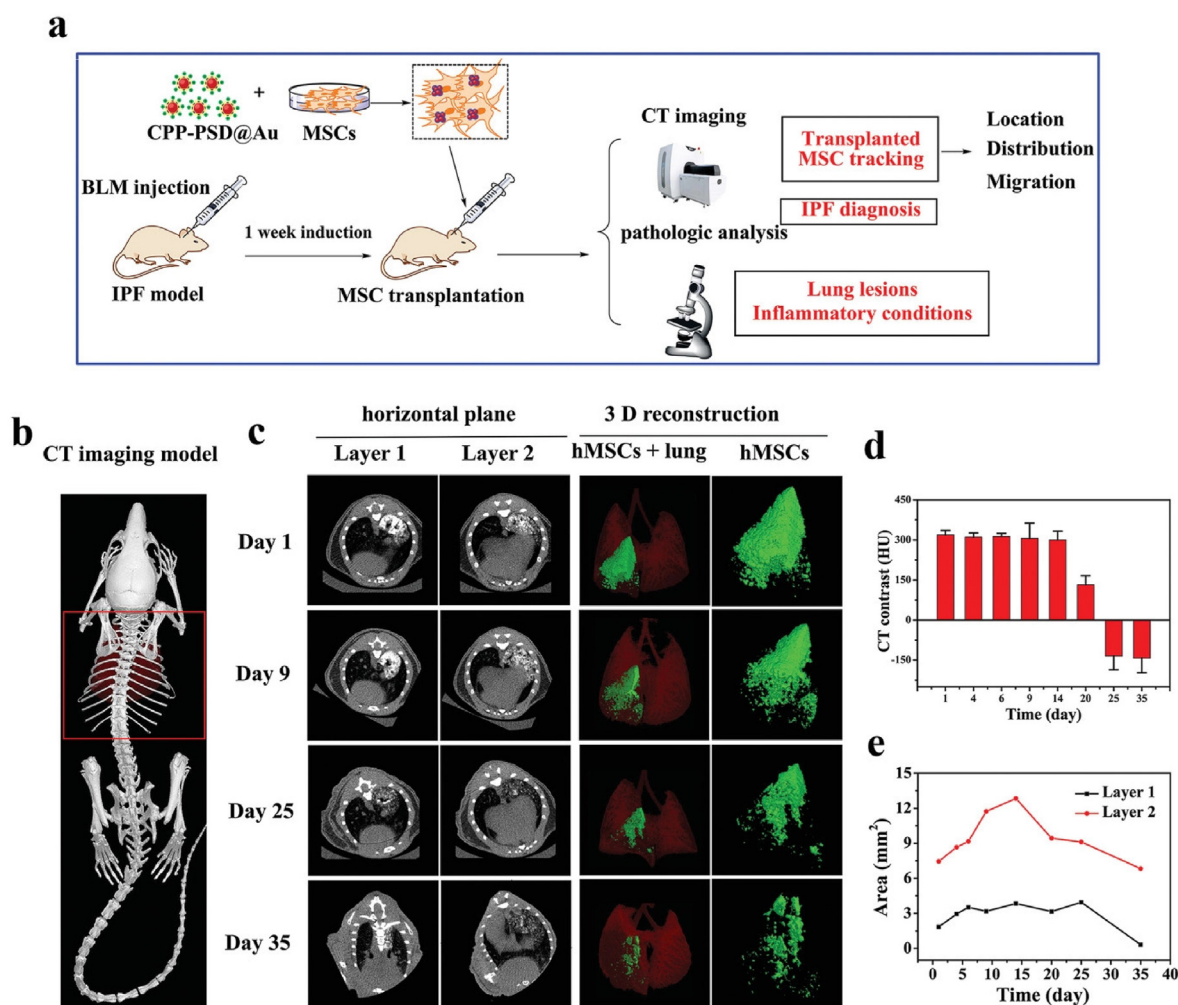 a
CPP-PSD@Au
+
MSCs
BLM injection
IPF model
1 week induction
MSC transplantation
CT imaging
pathologic analysis
Transplanted
MSC tracking
IPF diagnosis
Lung lesions
Inflammatory conditions
Location
Distribution
Migration
b
CT imaging model
c
horizontal plane
3 D reconstruction
Layer 1
Layer 2
hMSCs + lung
hMSCs
Day 1
Day 9
Day 25
Day 35
d
CT contrast (HU)
450
300
150
0
-150
1 4 6 9 14 20 25 35
Time (day)
e
Area (mm²)
15
12
9
6
3
0
Layer 1
Layer 2
0 5 10 15 20 25 30 35 40
Time (day)